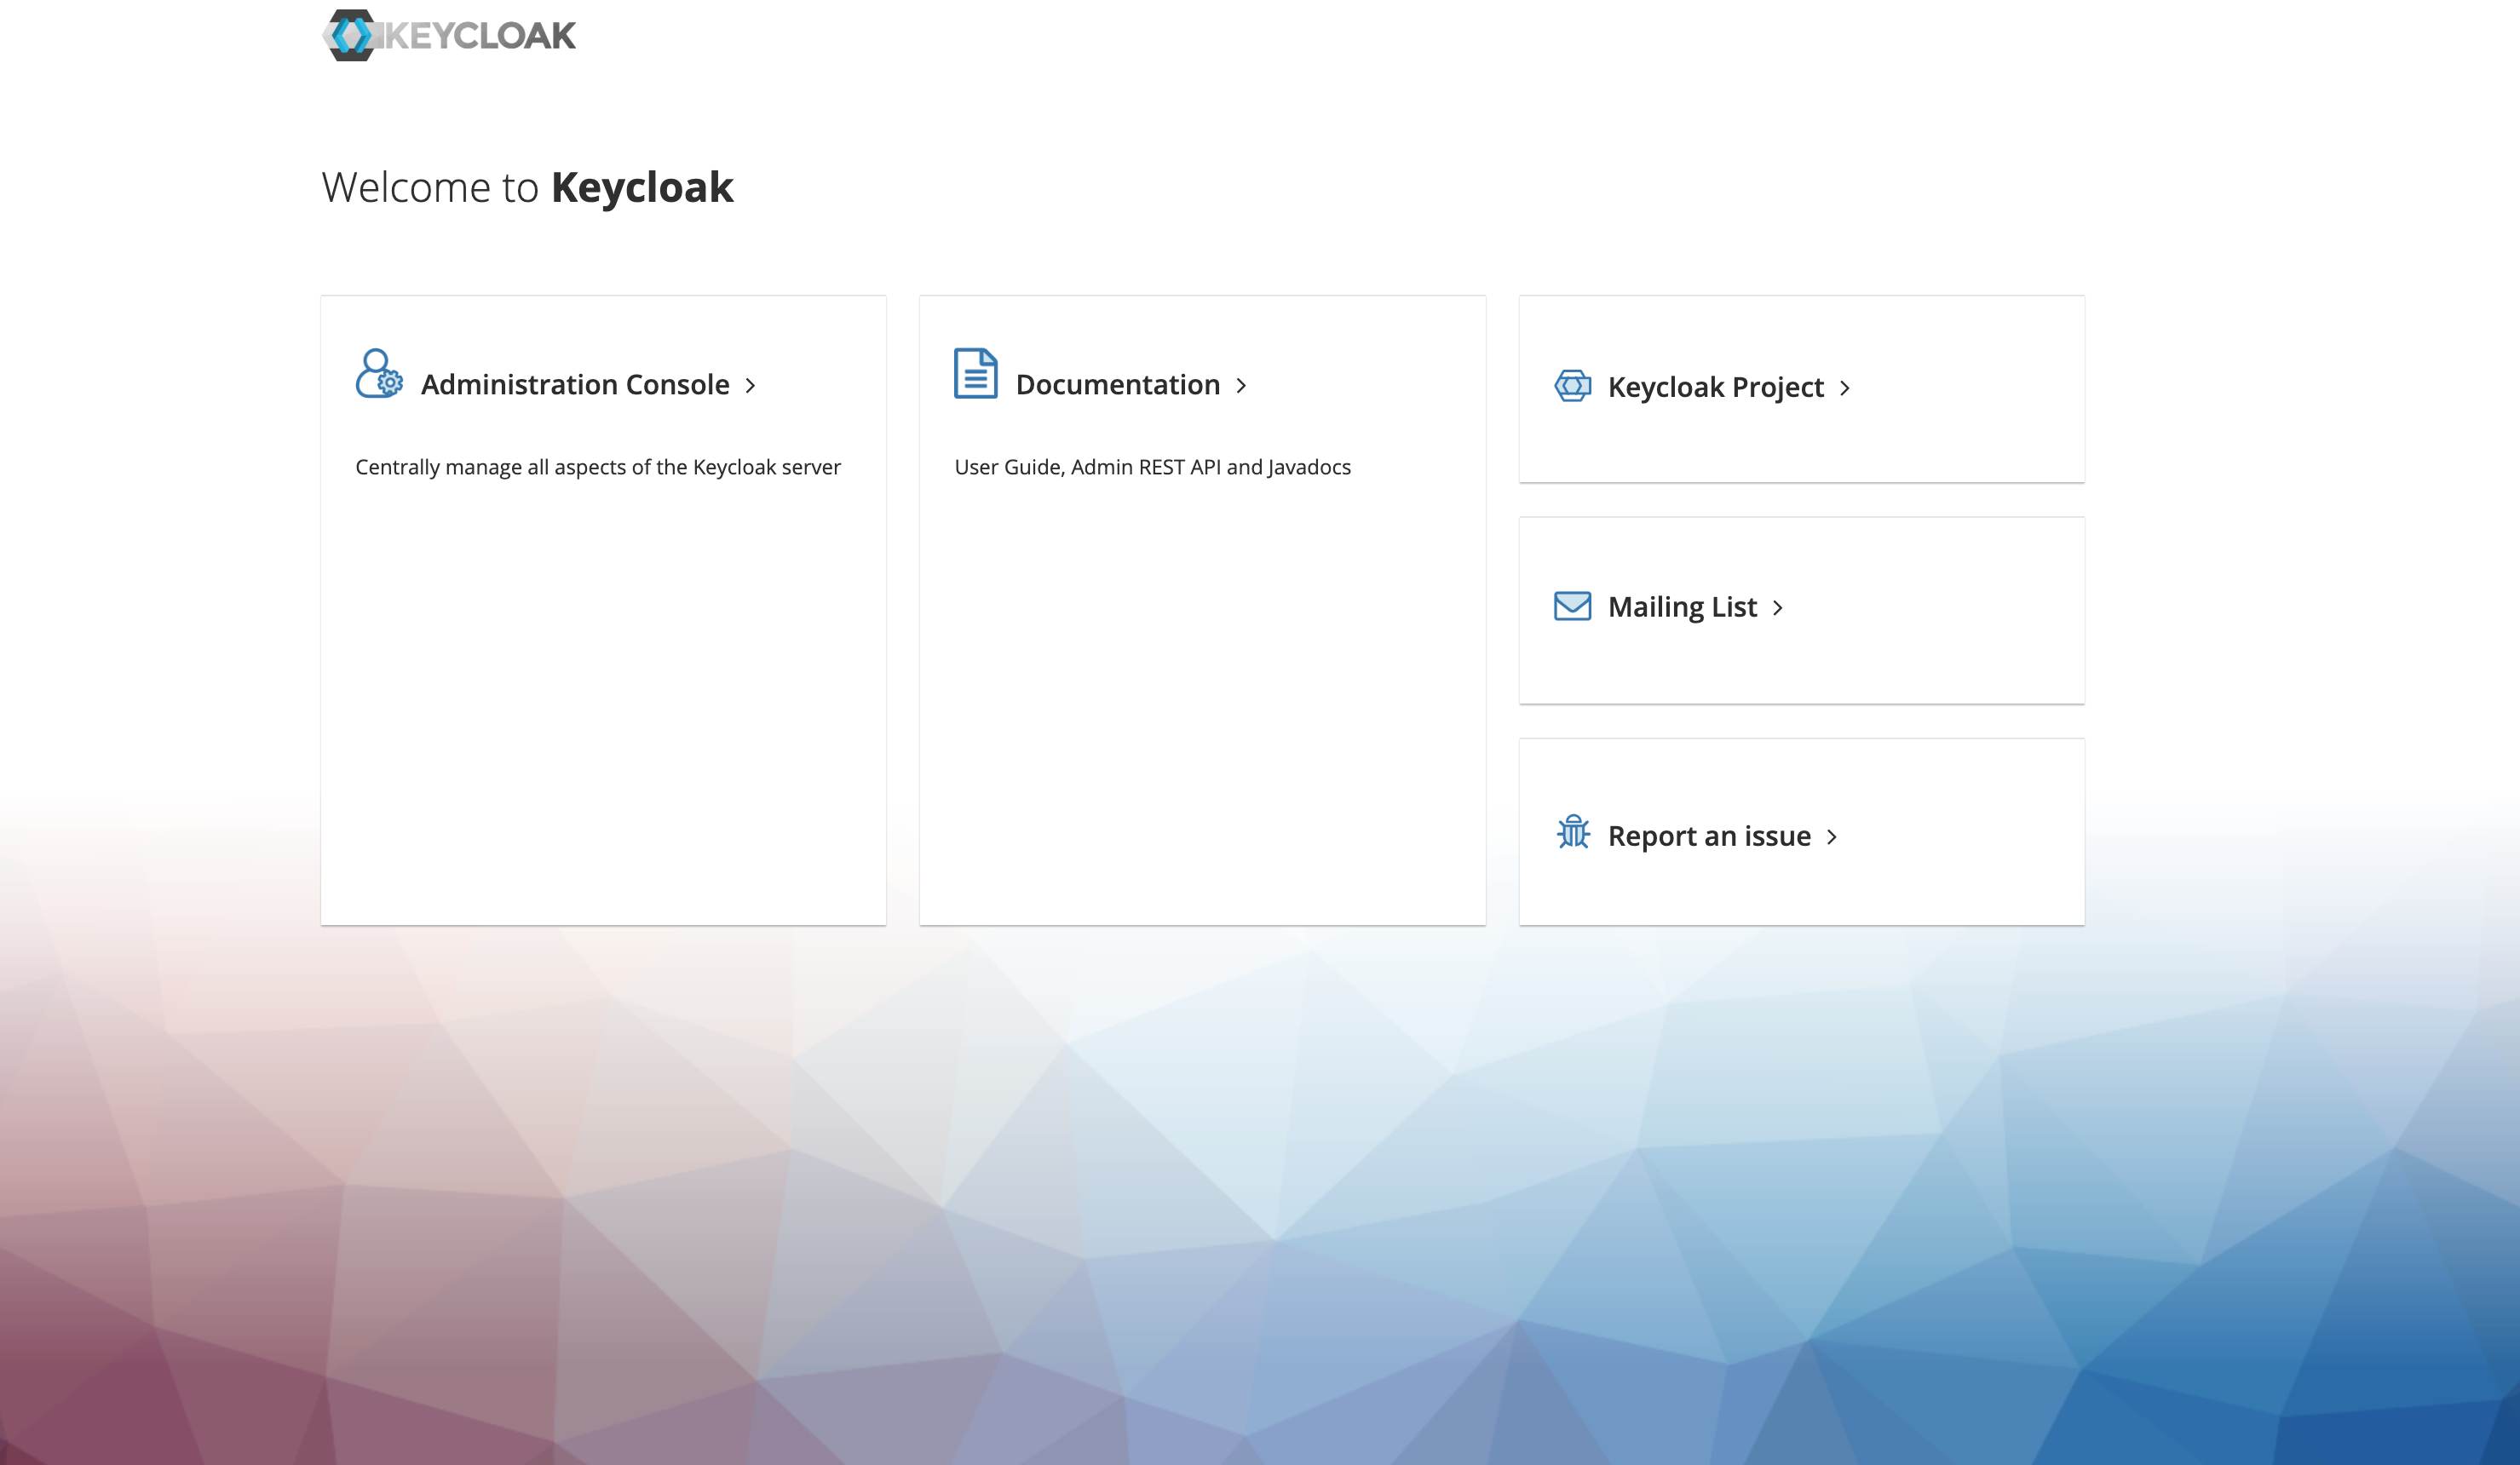 KEYCLOAK
Welcome to Keycloak
Administration Console
Centrally manage all aspects of the Keycloak server
Documentation
User Guide, Admin REST API and Javadocs
Keycloak Project
Mailing List
Report an issue